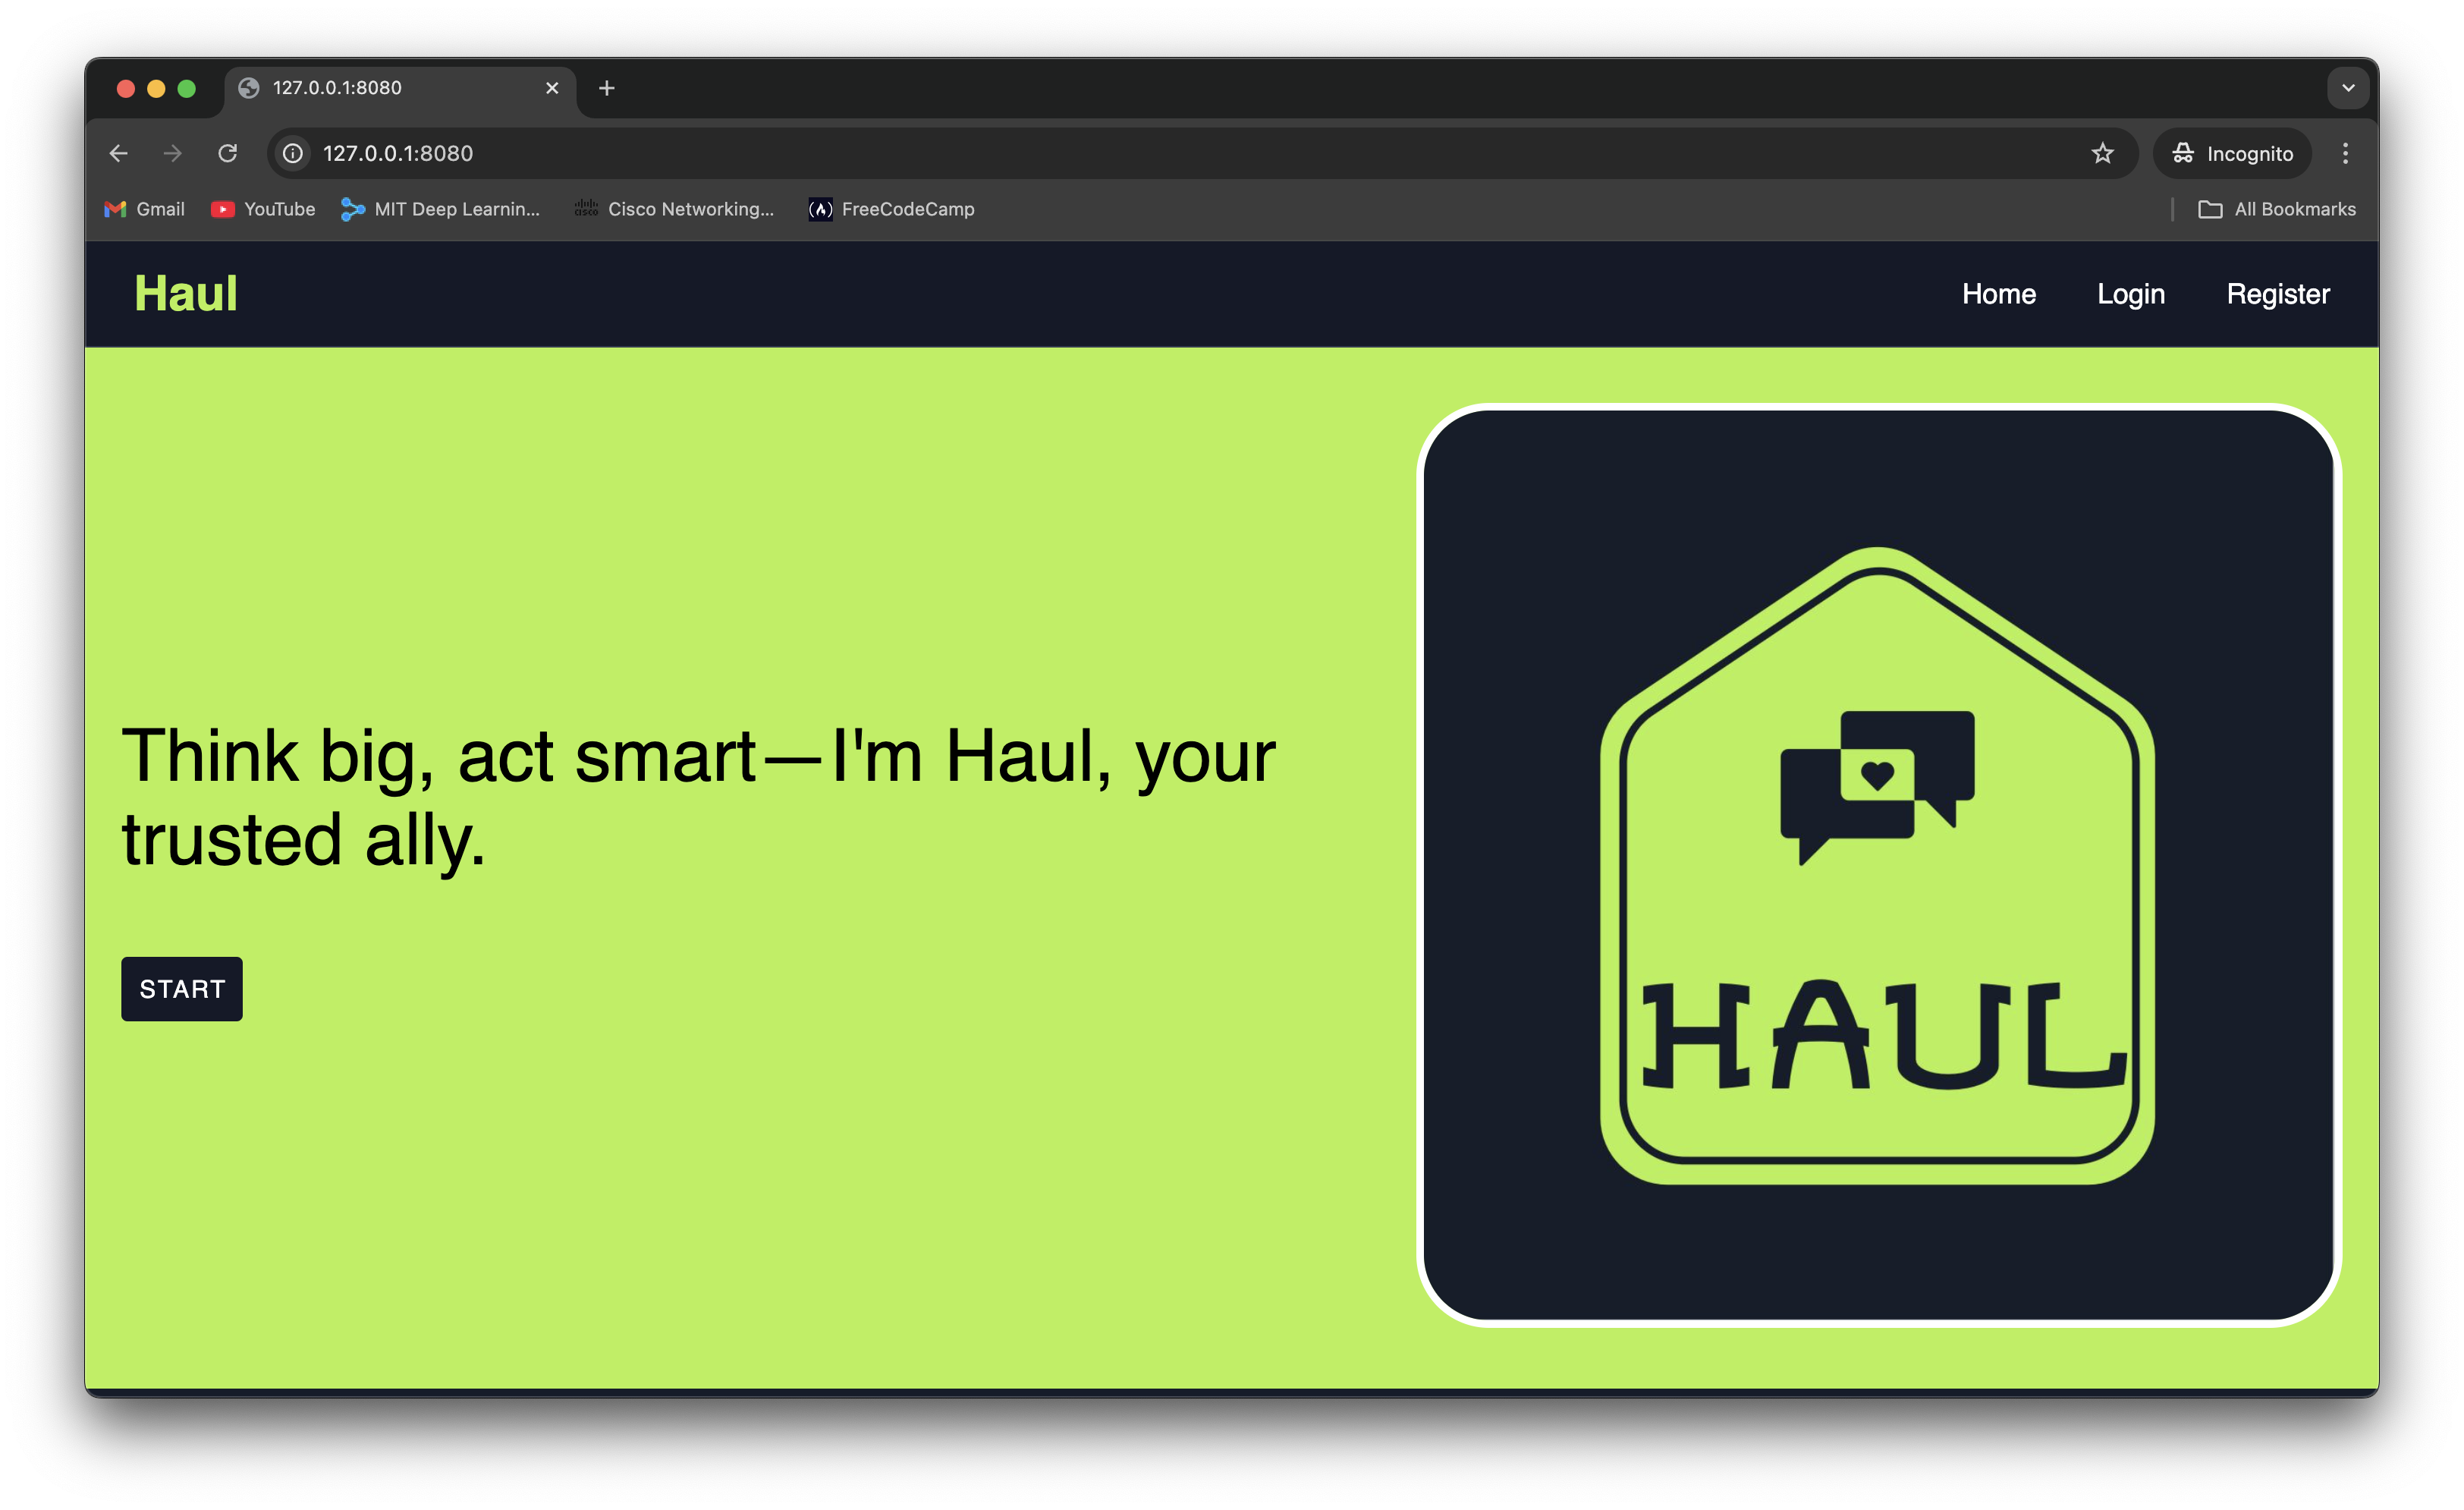 127.0.0.1:8080
127.0.0.1:8080
Incognito
Gmail
YouTube
MIT Deep Learnin...
cisco
Cisco Networking...
FreeCodeCamp
All Bookmarks
Haul
Home
Login
Register
Think big, act smart—I'm Haul, your
trusted ally.
START
HAUL